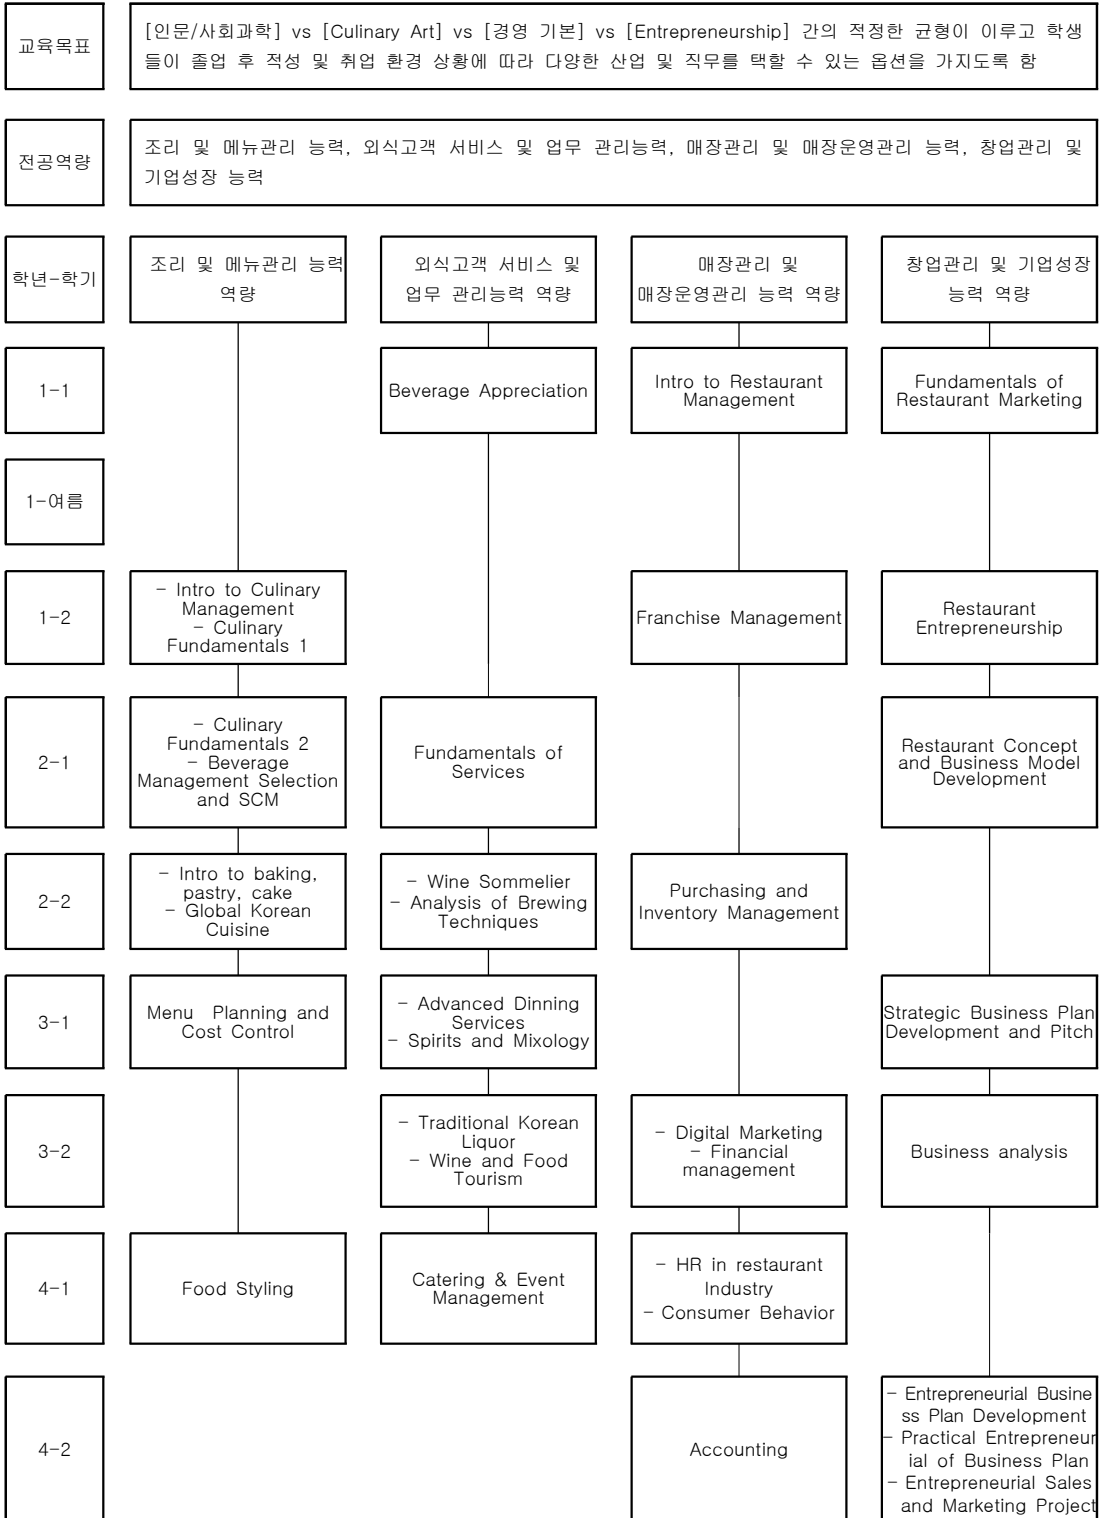 교육목표
[인문/사회과학] vs [Culinary Art] vs [경영 기본] vs [Entrepreneurship] 간의 적정한 균형이 이루고 학생
들이 졸업 후 적성 및 취업 환경 상황에 따라 다양한 산업 및 직무를 택할 수 있는 옵션을 가지도록 함
전공역량
조리 및 메뉴관리 능력, 외식고객 서비스 및 업무 관리능력, 매장관리 및 매장운영관리 능력, 창업관리 및
기업성장 능력
학년-학기
조리 및 메뉴관리 능력
역량
외식고객 서비스 및
업무 관리능력 역량
매장관리 및
매장운영관리 능력 역량
창업관리 및 기업성장
능력 역량
1-1
Beverage Appreciation
Intro to Restaurant
Management
Fundamentals of
Restaurant Marketing
1-여름
1-2
- Intro to Culinary
Management
- Culinary
Fundamentals 1
Franchise Management
Restaurant
Entrepreneurship
2-1
- Culinary
Fundamentals 2
- Beverage
Management Selection
and SCM
Fundamentals of
Services
Restaurant Concept
and Business Model
Development
2-2
- Intro to baking,
pastry, cake
- Global Korean
Cuisine
- Wine Sommelier
- Analysis of Brewing
Techniques
Purchasing and
Inventory Management
3-1
Menu Planning and
Cost Control
- Advanced Dinning
Services
- Spirits and Mixology
Strategic Business Plan
Development and Pitch
3-2
- Traditional Korean
Liquor
- Wine and Food
Tourism
- Digital Marketing
- Financial
management
Business analysis
4-1
Food Styling
Catering & Event
Management
- HR in restaurant
Industry
- Consumer Behavior
4-2
Accounting
- Entrepreneurial Busine
ss Plan Development
- Practical Entrepreneur
ial of Business Plan
- Entrepreneurial Sales
and Marketing Project